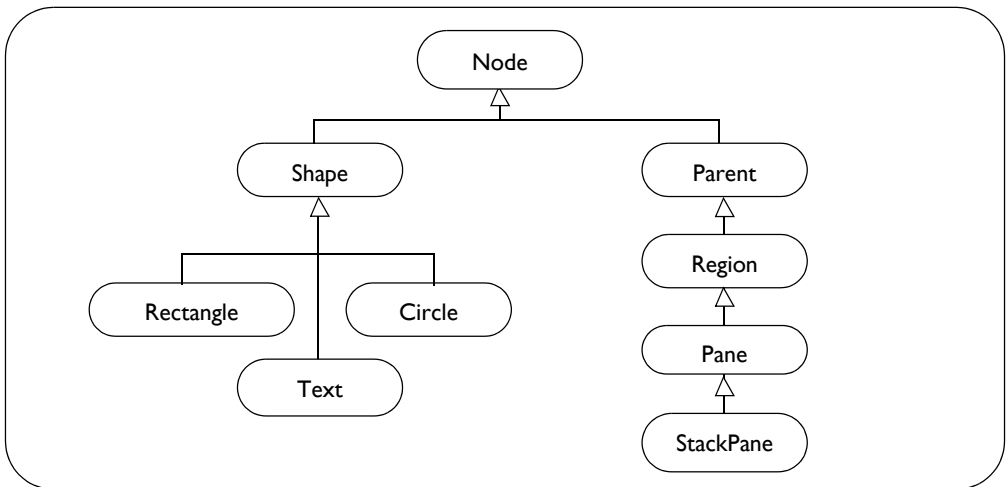 Node
Shape
Parent
Region
Rectangle
Circle
Pane
Text
StackPane